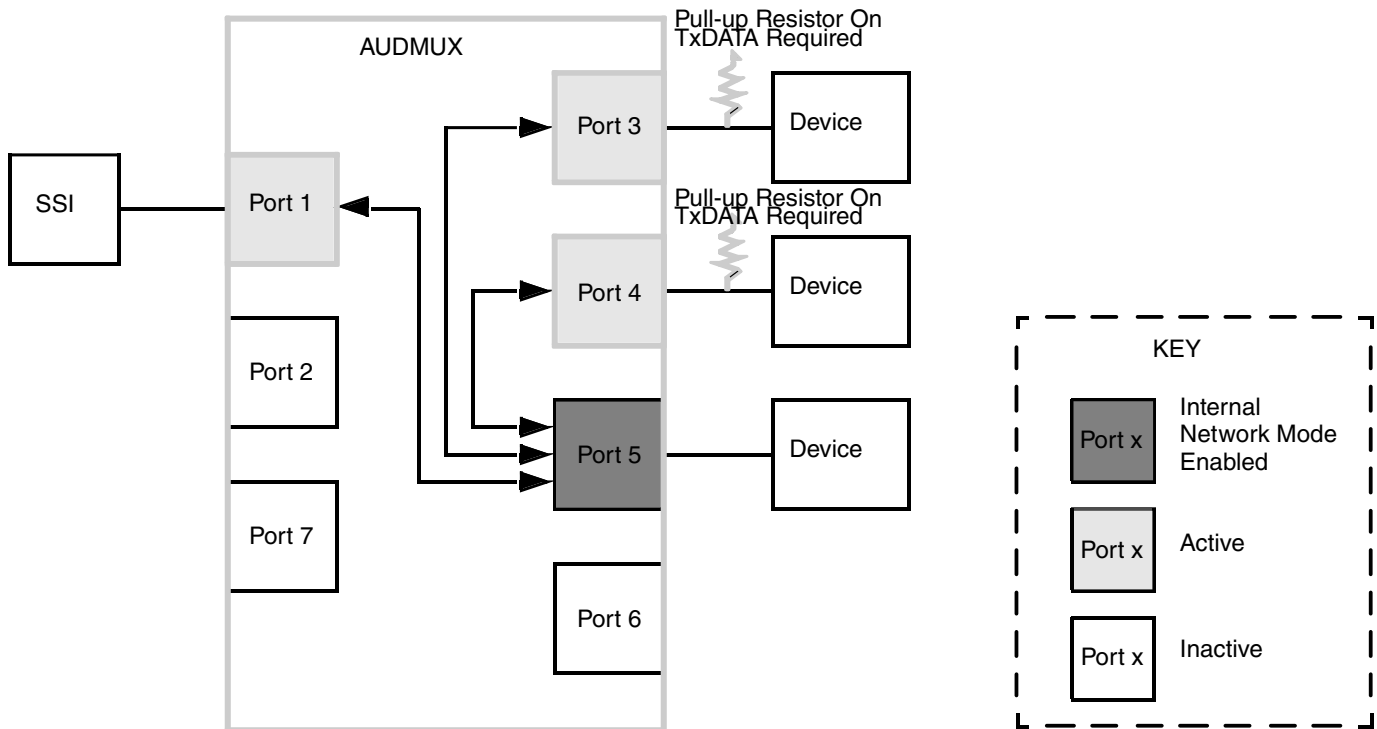 Pull-up Resistor On
TxDATA Required
AUDMUX
Port 3
Device
SSI
Port 1
Pull-up Resistor On
TxDATA Required
Port 4
Device
Port 2
Port 5
Device
Port 7
Port 6
KEY
Port x
Internal
Network Mode
Enabled
Port x
Active
Port x
Inactive